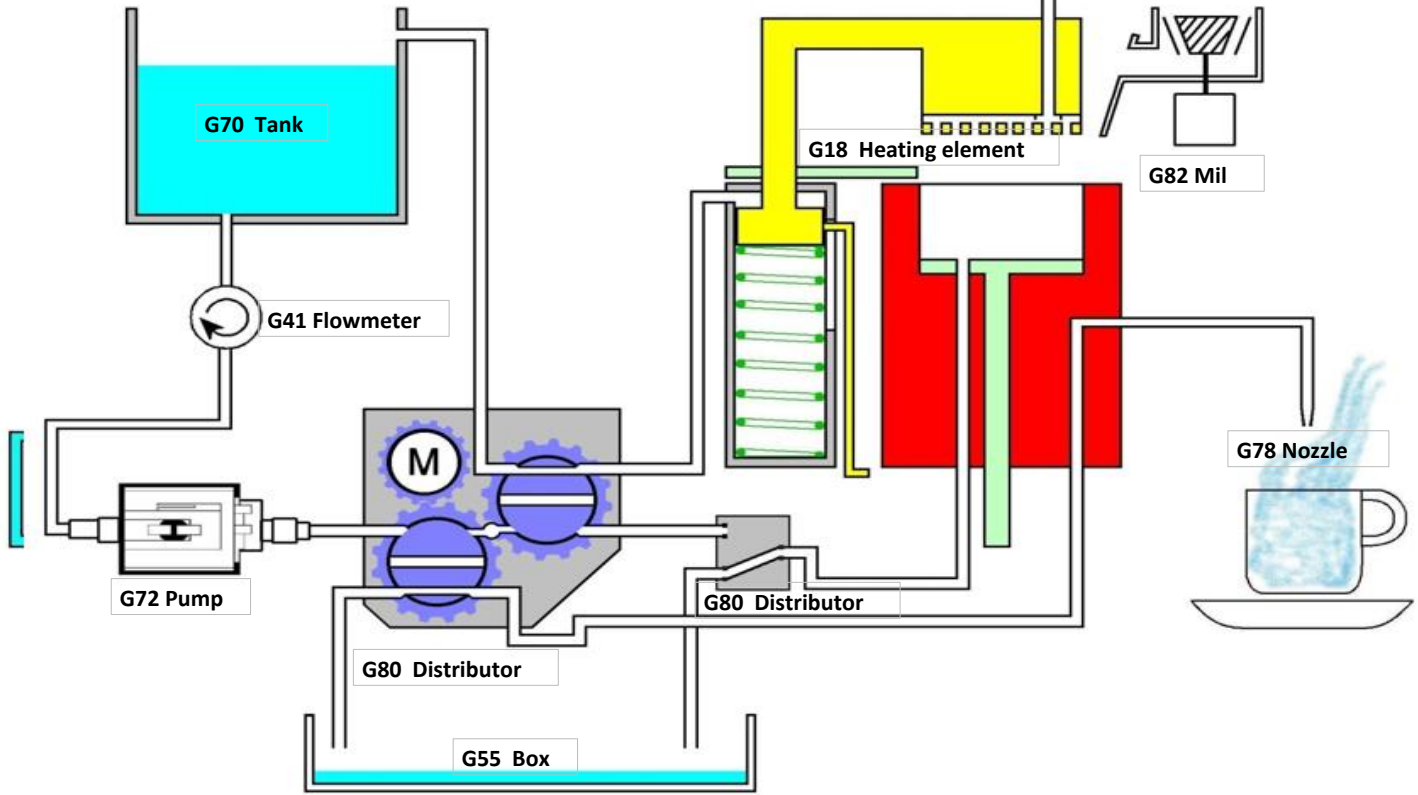 G70 Tank
G18 Heating element
G82 Mil
G41 Flowmeter
M
G78 Nozzle
G72 Pump
G80 Distributor
G80 Distributor
G55 Box